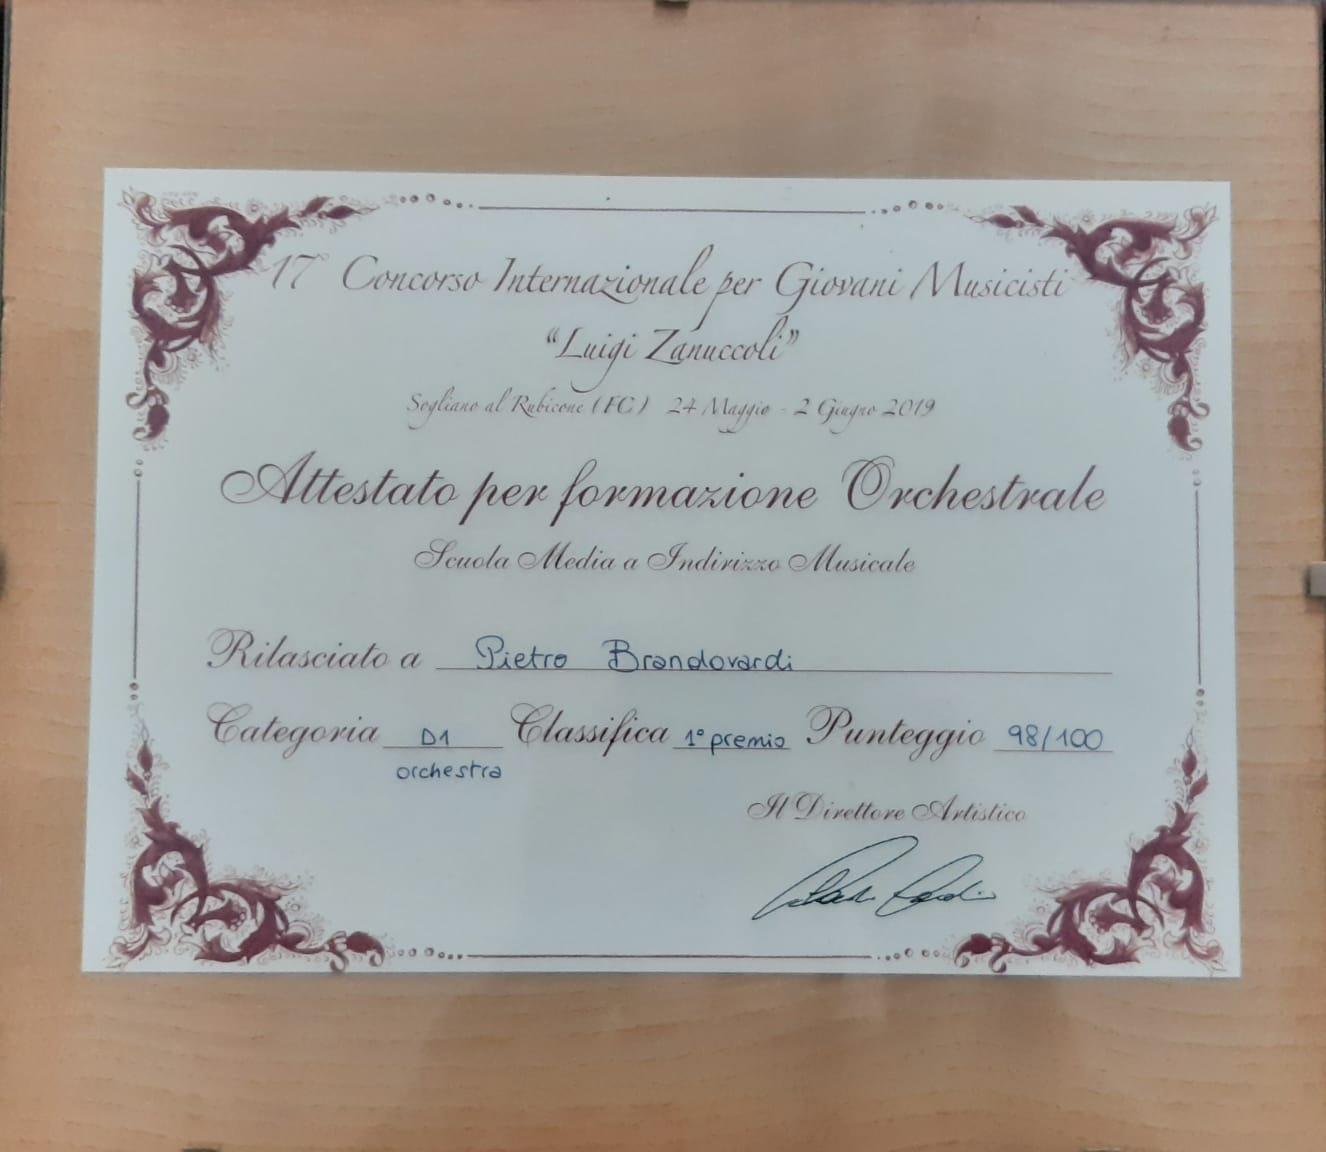 17° Concorso Internazionale per Giovani Musicisti
“Luigi Zanuccoli”
Sogliano al Rubicone (FC) 24 Maggio - 2 Giugno 2019
Attestato per formazione Orchestrale
Scuola Media a Indirizzo Musicale
Rilasciato a Pietro Brandovardi
Categoria D1 Classifica 1° premio Punteggio 98/100
orchestra
Il Direttore Artistico